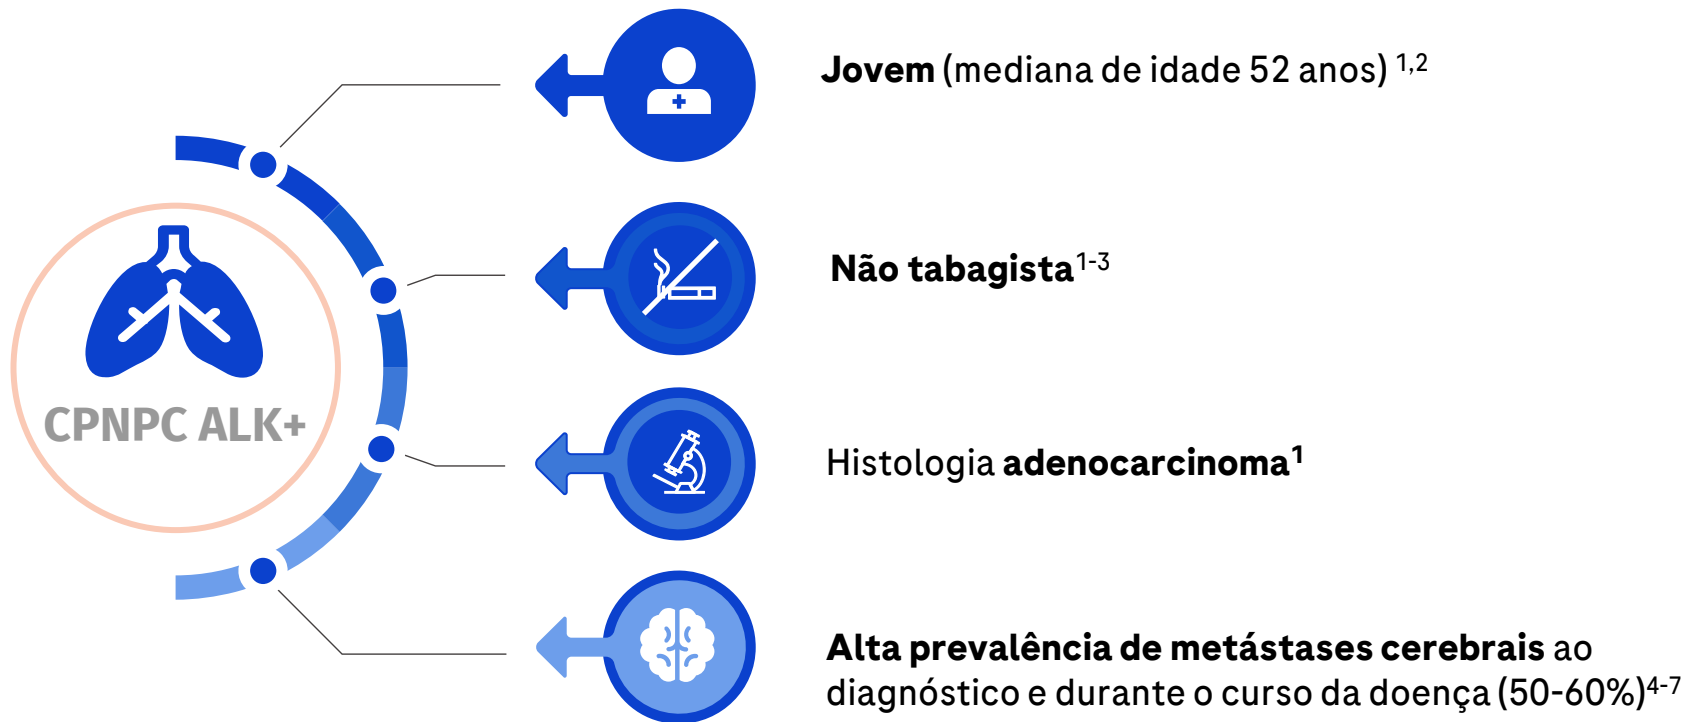 Jovem (mediana de idade 52 anos) 1,2
Não tabagista1-3
CPNPC ALK+
Histologia adenocarcinoma1
Alta prevalência de metástases cerebrais ao
diagnóstico e durante o curso da doença (50-60%)4-7